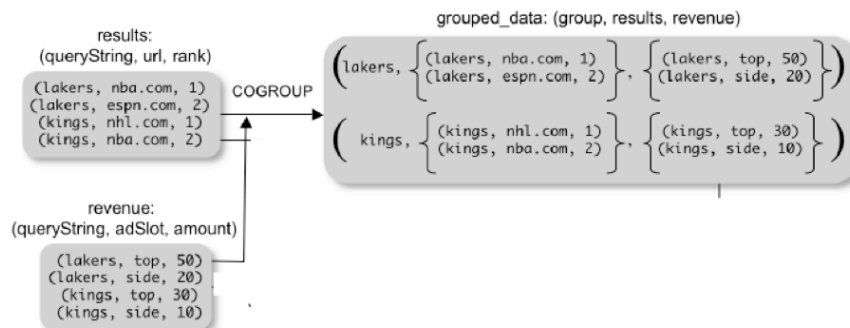 results:
(queryString, url, rank)
(lakers, nba.com, 1)
(lakers, espn.com, 2)
(kings, nhl.com, 1)
(kings, nba.com, 2)
COGROUP
grouped_data: (group, results, revenue)
(lakers, {(lakers, nba.com, 1) (lakers, espn.com, 2)}, {(lakers, top, 50) (lakers, side, 20)})
(kings, {(kings, nhl.com, 1) (kings, nba.com, 2)}, {(kings, top, 30) (kings, side, 10)})
revenue:
(queryString, adSlot, amount)
(lakers, top, 50)
(lakers, side, 20)
(kings, top, 30)
(kings, side, 10)